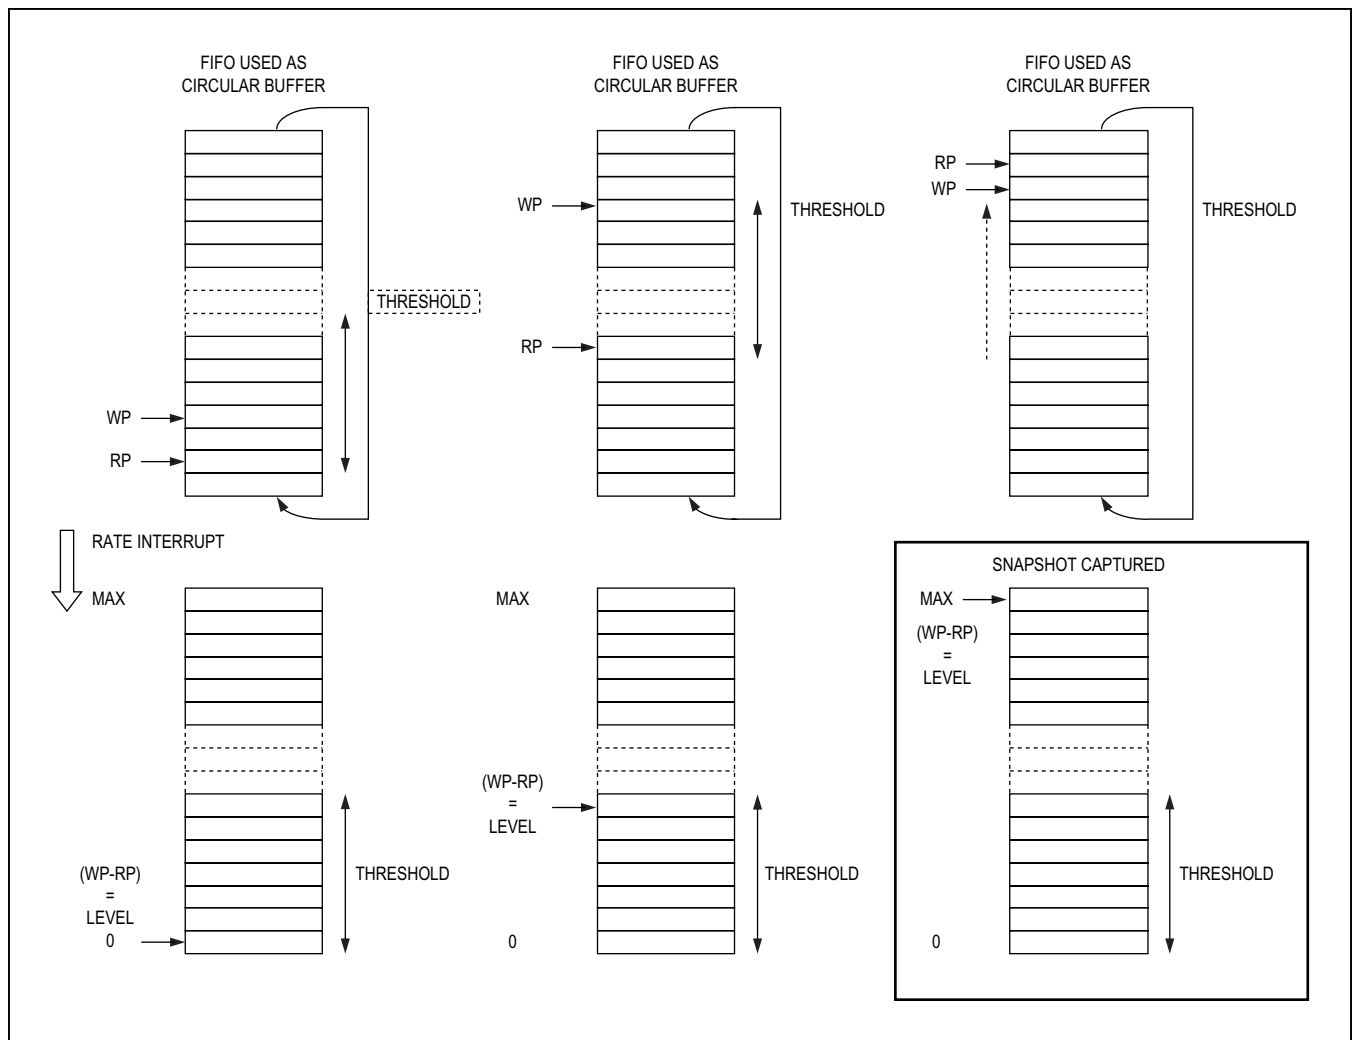 FIFO USED AS
CIRCULAR BUFFER
THRESHOLD
WP
RP
FIFO USED AS
CIRCULAR BUFFER
WP
THRESHOLD
RP
FIFO USED AS
CIRCULAR BUFFER
RP
WP
THRESHOLD
RATE INTERRUPT
MAX
(WP-RP)
=
LEVEL
0
THRESHOLD
MAX
(WP-RP)
=
LEVEL
0
THRESHOLD
SNAPSHOT CAPTURED
MAX
(WP-RP)
=
LEVEL
0
THRESHOLD